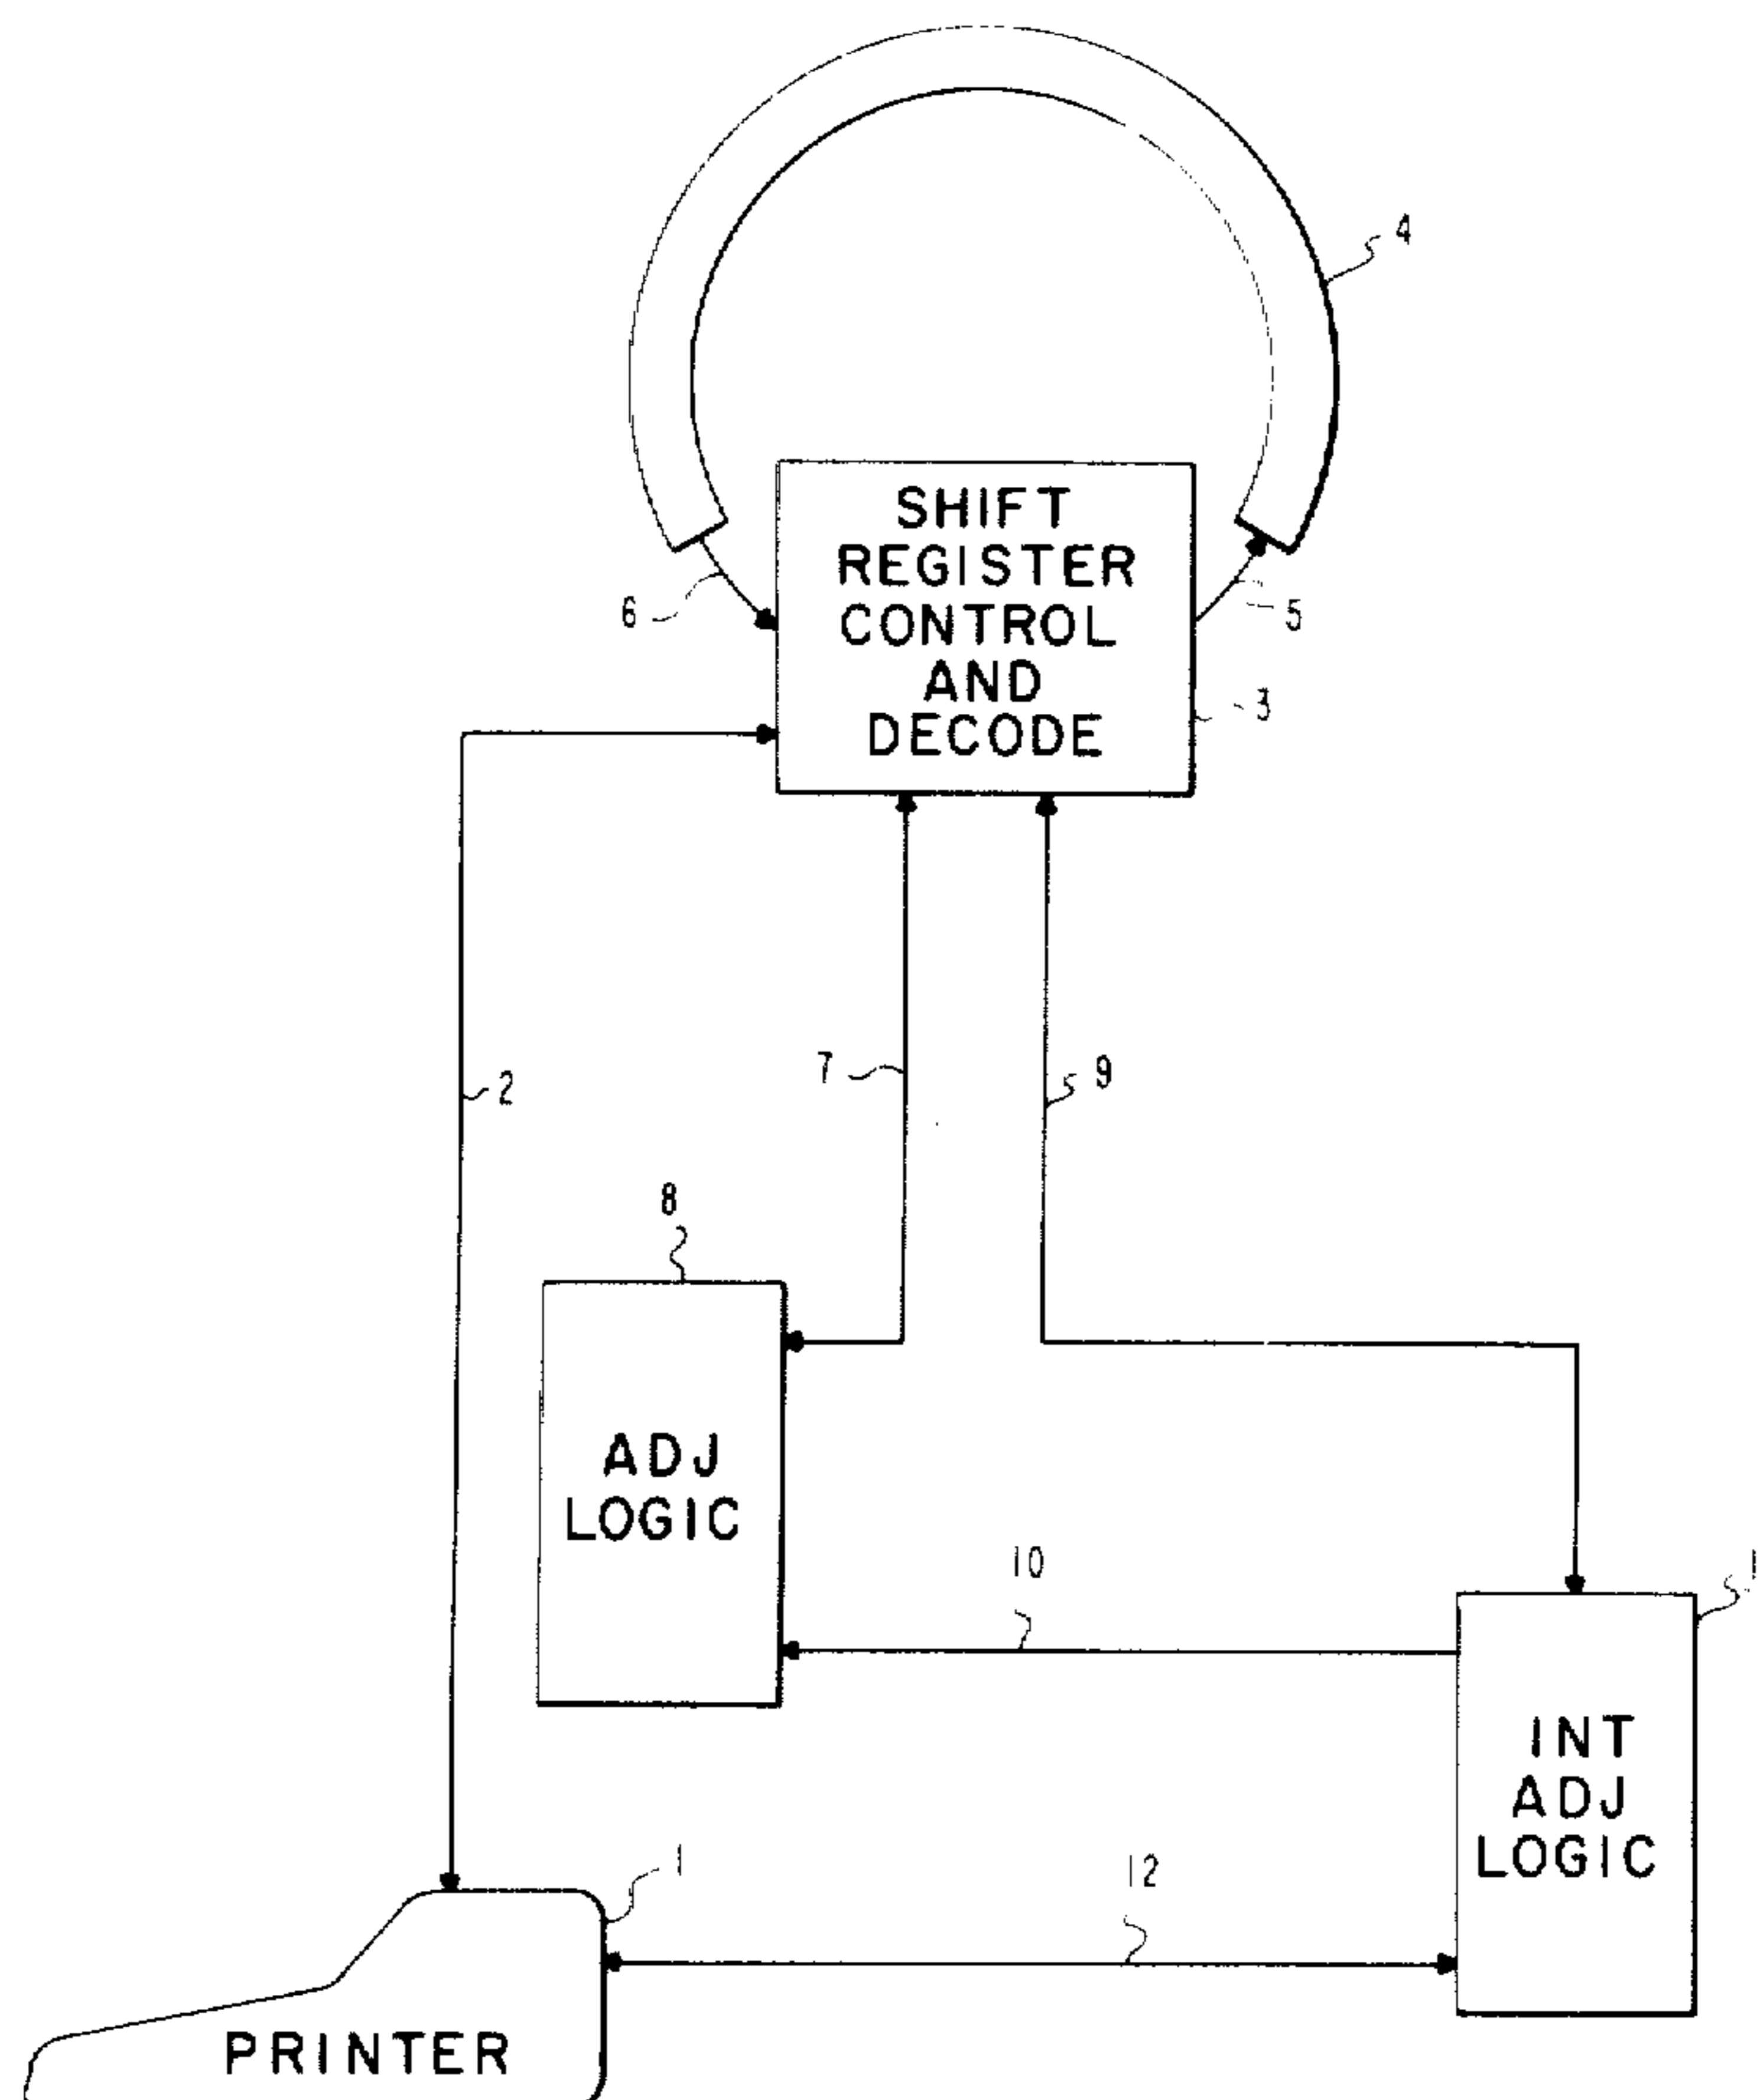 4
SHIFT
REGISTER
CONTROL
AND
DECODE
6
5
3
2
7
9
8
ADJ
LOGIC
10
INT
ADJ
LOGIC
1
12
PRINTER